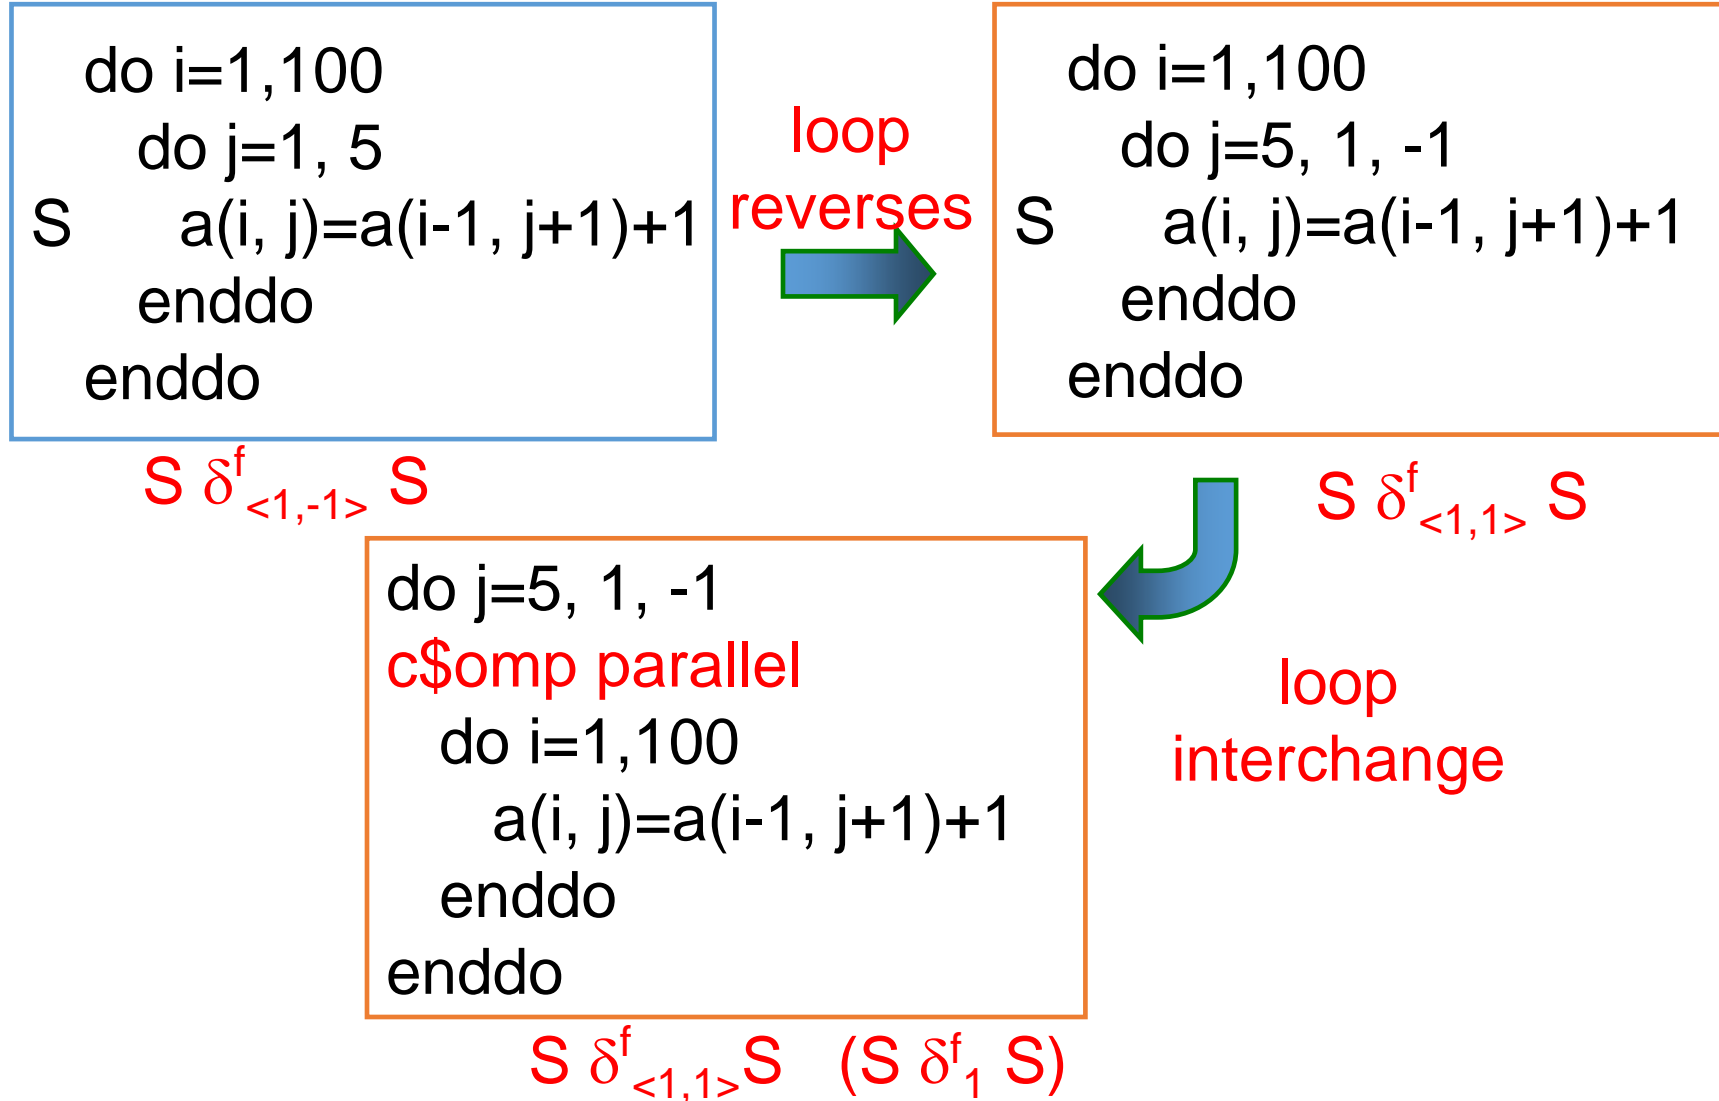 do i=1,100
do j=1, 5
S a(i, j)=a(i-1, j+1)+1
enddo
enddo
S δf<1,-1> S
loop
reverses
do i=1,100
do j=5, 1, -1
S a(i, j)=a(i-1, j+1)+1
enddo
enddo
S δf<1,1> S
loop
interchange
do j=5, 1, -1
c$omp parallel
do i=1,100
a(i, j)=a(i-1, j+1)+1
enddo
enddo
S δf<1,1>S (S δf1 S)